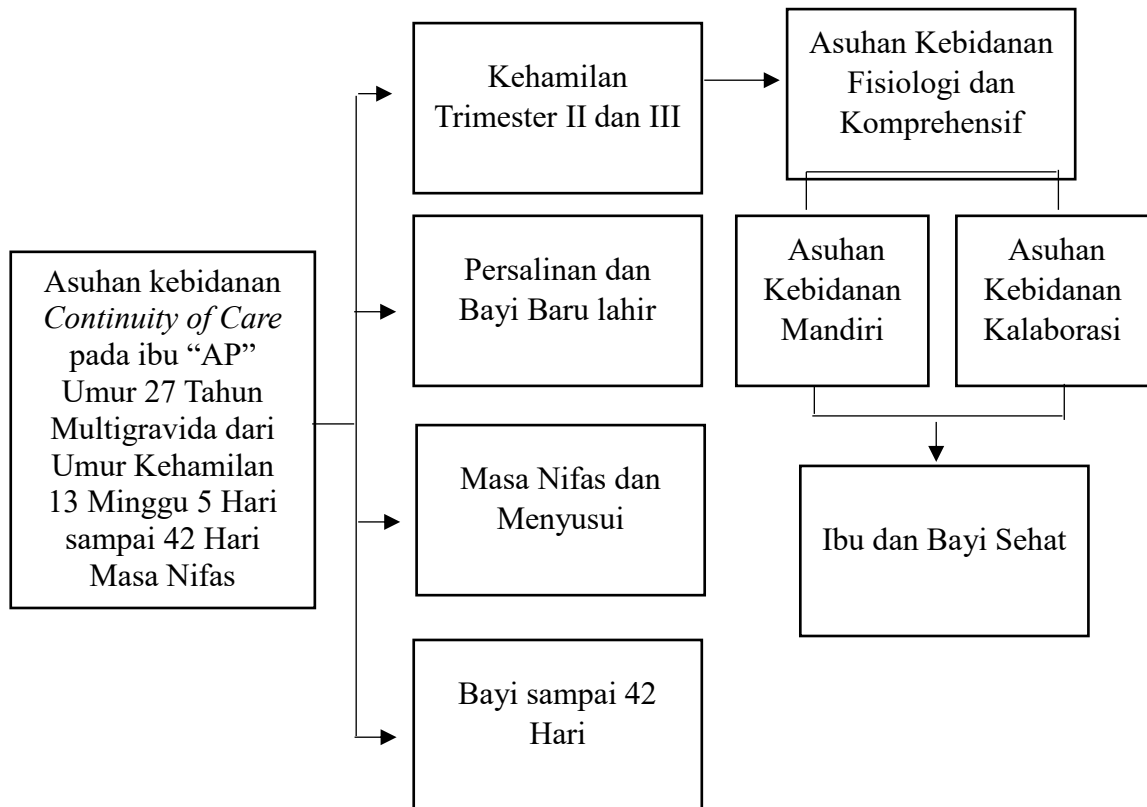 Asuhan kebidanan
Continuity of Care
pada ibu “AP”
Umur 27 Tahun
Multigravida dari
Umur Kehamilan
13 Minggu 5 Hari
sampai 42 Hari
Masa Nifas
Kehamilan
Trimester II dan III
Persalinan dan
Bayi Baru lahir
Masa Nifas dan
Menyusui
Bayi sampai 42
Hari
Asuhan Kebidanan
Fisiologi dan
Komprehensif
Asuhan
Kebidanan
Mandiri
Asuhan
Kebidanan
Kalaborasi
Ibu dan Bayi Sehat